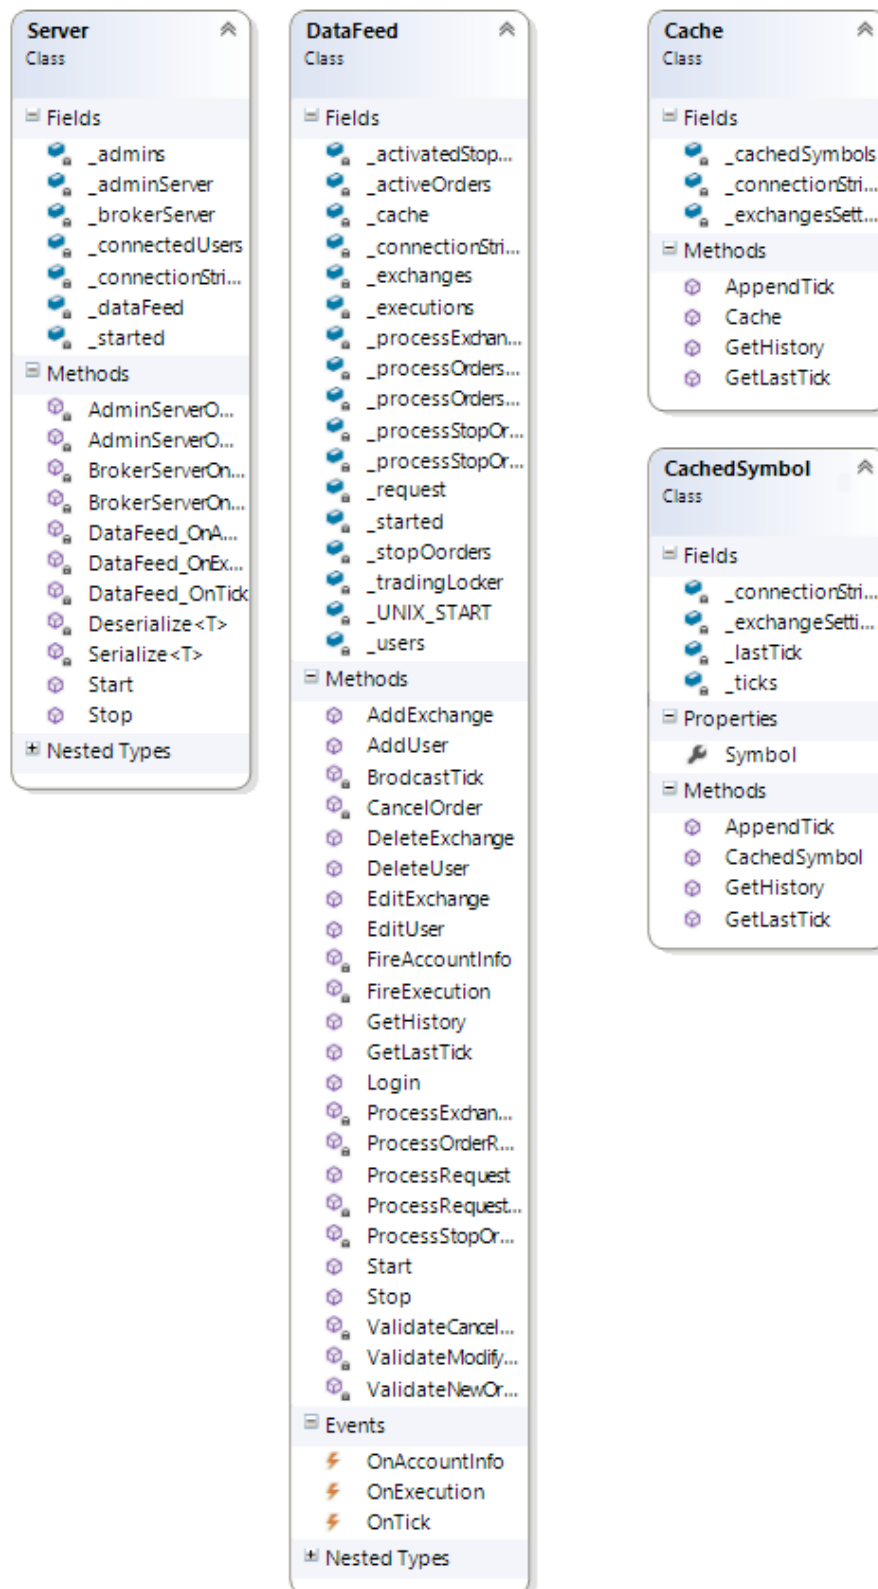 Server
Class
Fields
_admins
_adminServer
_brokerServer
_connectedUsers
_connectionStri...
_dataFeed
_started
Methods
AdminServerO...
AdminServerO...
BrokerServerOn...
BrokerServerOn...
DataFeed_OnA...
DataFeed_OnEx...
DataFeed_OnTick
Deserialize<T>
Serialize<T>
Start
Stop
Nested Types
DataFeed
Class
Fields
_activatedStop...
_activeOrders
_cache
_connectionStri...
_exchanges
_executions
_processExchan...
_processOrders...
_processOrders...
_processStopOr...
_processStopOr...
_request
_started
_stopOorders
_tradingLocker
_UNIX_START
_users
Methods
AddExchange
AddUser
BrodcastTick
CancelOrder
DeleteExchange
DeleteUser
EditExchange
EditUser
FireAccountInfo
FireExecution
GetHistory
GetLastTick
Login
ProcessExchan...
ProcessOrderR...
ProcessRequest
ProcessRequest...
ProcessStopOr...
Start
Stop
ValidateCancel...
ValidateModify...
ValidateNewOr...
Events
OnAccountInfo
OnExecution
OnTick
Nested Types
Cache
Class
Fields
_cachedSymbols
_connectionStri...
_exchangesSett...
Methods
AppendTick
Cache
GetHistory
GetLastTick
CachedSymbol
Class
Fields
_connectionStri...
_exchangeSetti...
_lastTick
_ticks
Properties
Symbol
Methods
AppendTick
CachedSymbol
GetHistory
GetLastTick